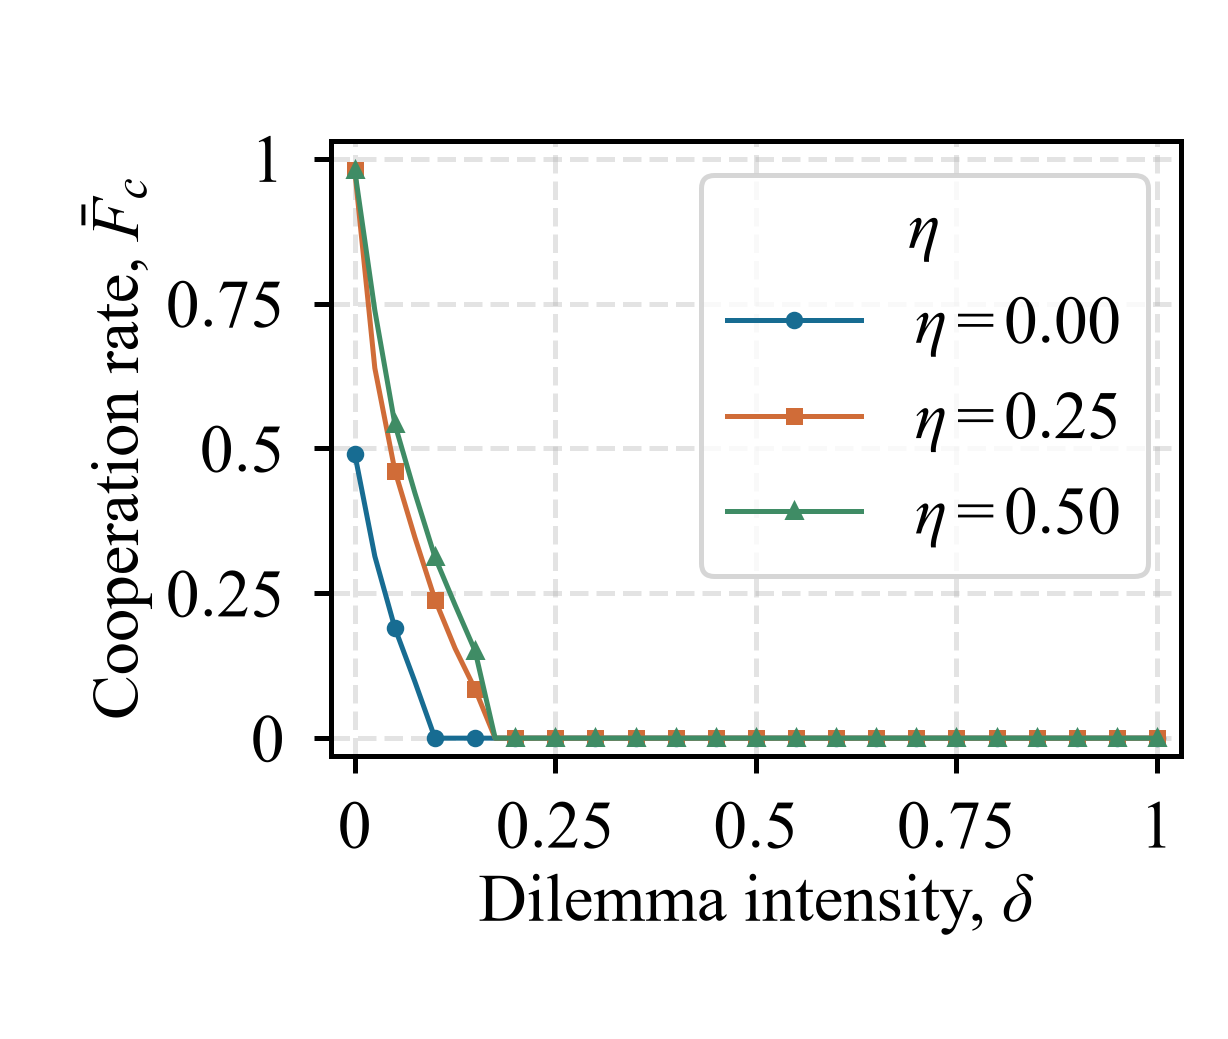 1
0.75
0.5
0.25
0
Cooperation rate, F̄_c
η
η = 0.00
η = 0.25
η = 0.50
0 0.25 0.5 0.75 1
Dilemma intensity, δ